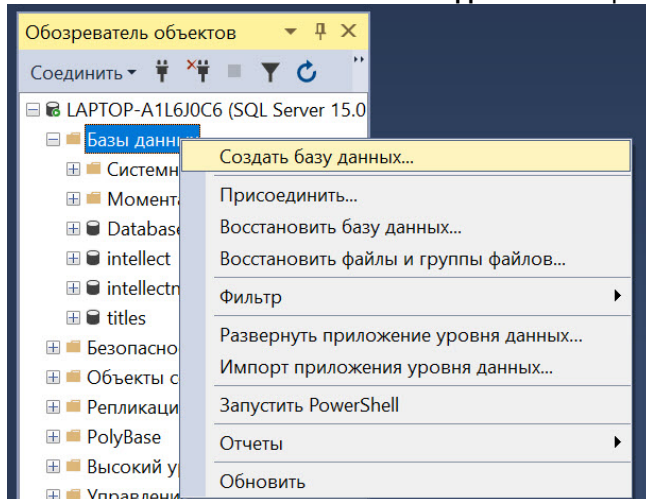 Обозреватель объектов
Соединить
LAPTOP-A1L6J0C6 (SQL Server 15.0
Базы данных
Создать базу данных...
Системн
Присоединить...
Момента
Восстановить базу данных...
Database
Восстановить файлы и группы файлов...
intellect
intellectn
Фильтр
titles
Развернуть приложение уровня данных...
Безопасно
Импорт приложения уровня данных...
Объекты с
Запустить PowerShell
Репликаци
PolyBase
Отчеты
Высокий у
Обновить
Управлени